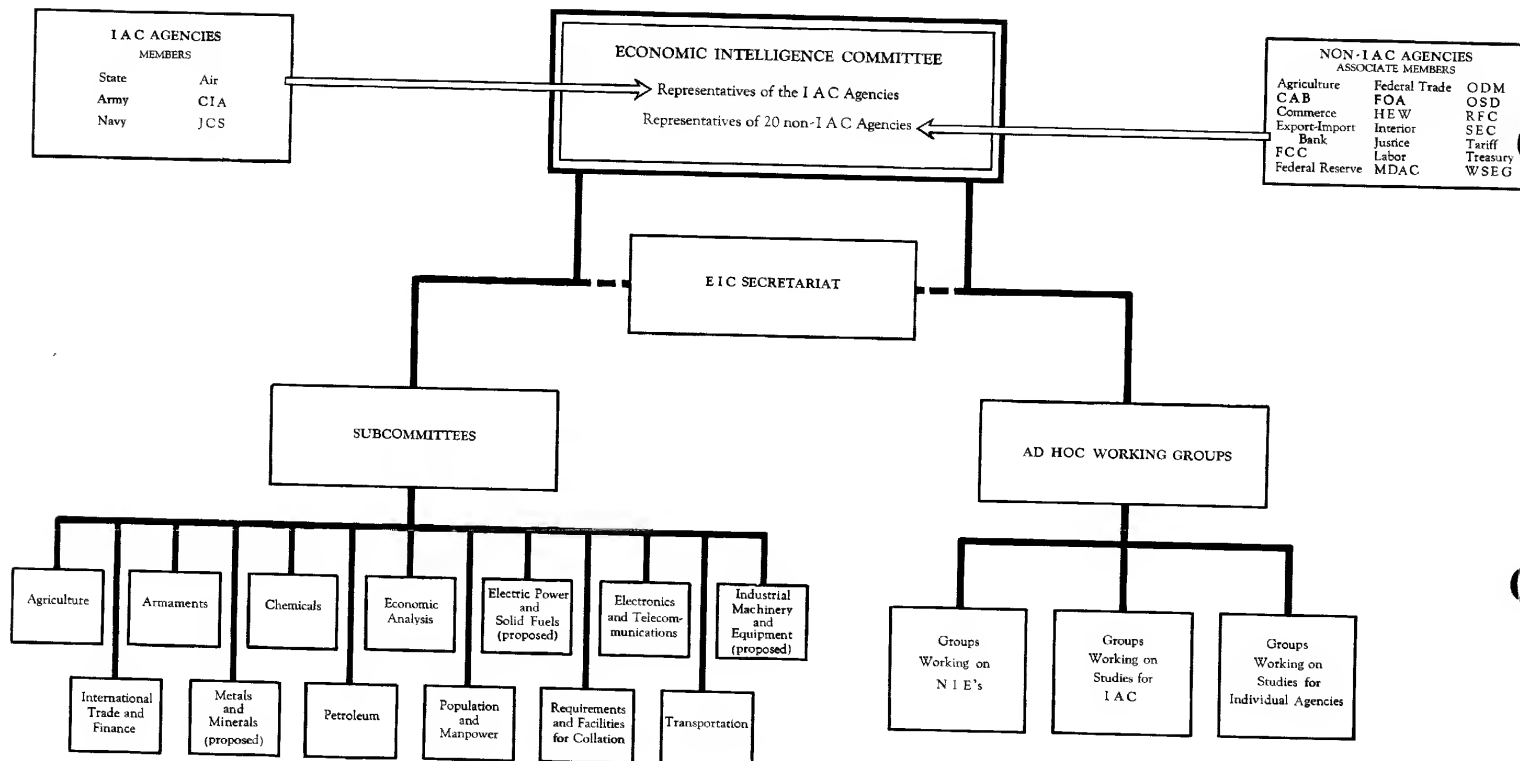 I A C AGENCIES
MEMBERS
State Air
Army CIA
Navy JCS
ECONOMIC INTELLIGENCE COMMITTEE
Representatives of the I A C Agencies
Representatives of 20 non-I A C Agencies
NON-I A C AGENCIES
ASSOCIATE MEMBERS
Agriculture Federal Trade ODM
CAB FOA OSD
Commerce HEW RFC
Export-Import Interior SEC
Bank Justice Tariff
FCC Labor Treasury
Federal Reserve MDAC WSEG
E I C SECRETARIAT
SUBCOMMITTEES
AD HOC WORKING GROUPS
Agriculture
Armaments
Chemicals
Economic
Analysis
Electric Power
and
Solid Fuels
(proposed)
Electronics
and Telecom-
munications
Industrial
Machinery
and
Equipment
(proposed)
International
Trade and
Finance
Metals
and
Minerals
(proposed)
Petroleum
Population
and
Manpower
Requirements
and Facilities
for Collation
Transportation
Groups
Working on
N I E's
Groups
Working on
Studies for
I A C
Groups
Working on
Studies for
Individual Agencies